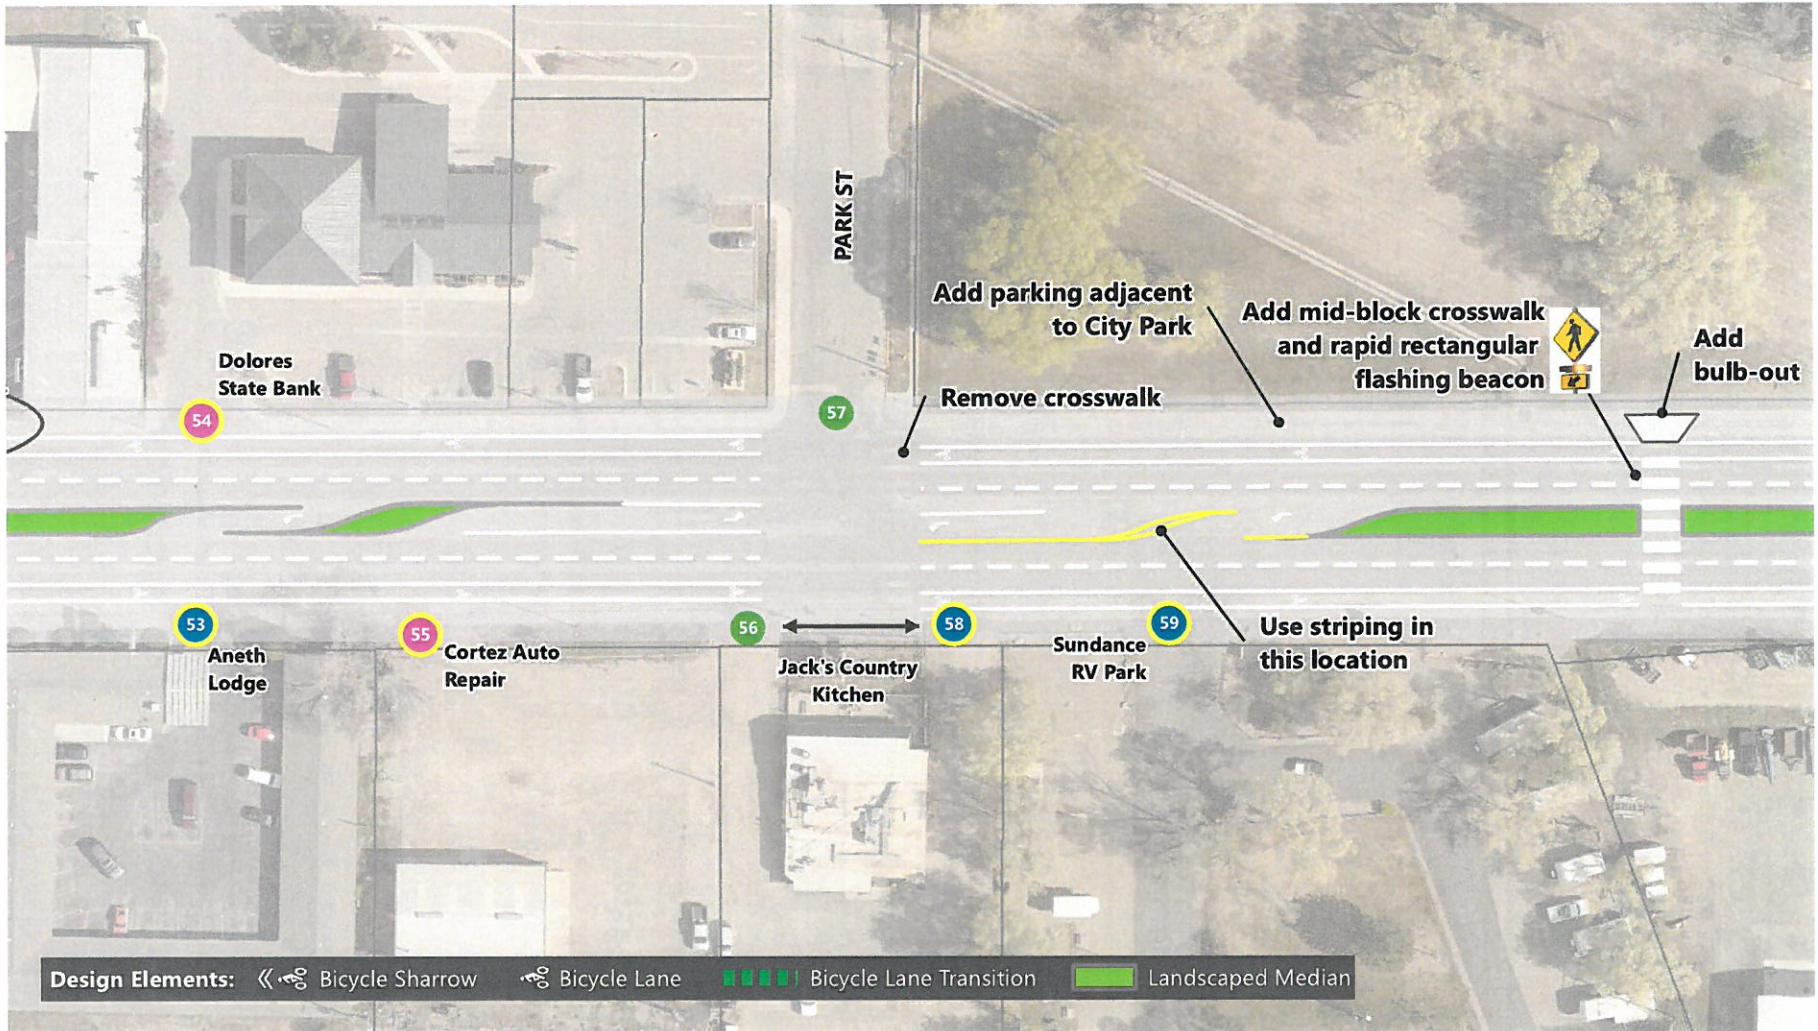 PARK ST
Add parking adjacent
to City Park
Add mid-block crosswalk
and rapid rectangular
flashing beacon
Add
bulb-out
Dolores
State Bank
54
57
Remove crosswalk
53
Aneth
Lodge
55
Cortez Auto
Repair
56
Jack's Country
Kitchen
58
Sundance
RV Park
59
Use striping in
this location
Design Elements: Bicycle Sharrow Bicycle Lane Bicycle Lane Transition Landscaped Median